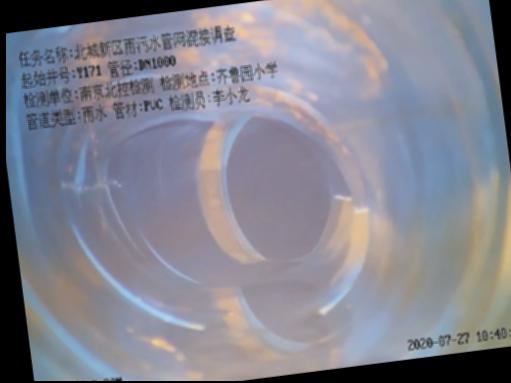 任务名称:北城新区雨污水管网混接调查
起始井号:Y171 管径:DN1000
检测单位:南京北控检测 检测地点:齐鲁园小学
管道类型:雨水 管材:PVC 检测员:李小龙
2020-07-27 10:40: